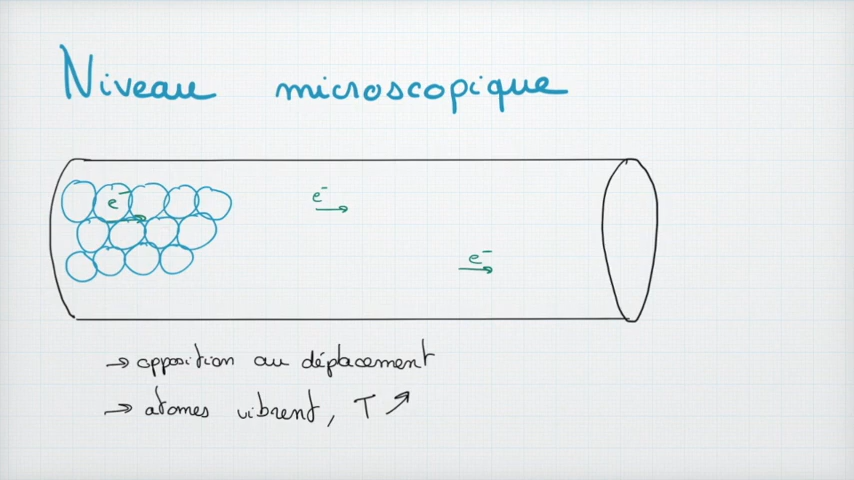 Niveau microscopique
e⁻
e⁻
e⁻
→ opposition au déplacement
→ atomes vibrent, T ↗